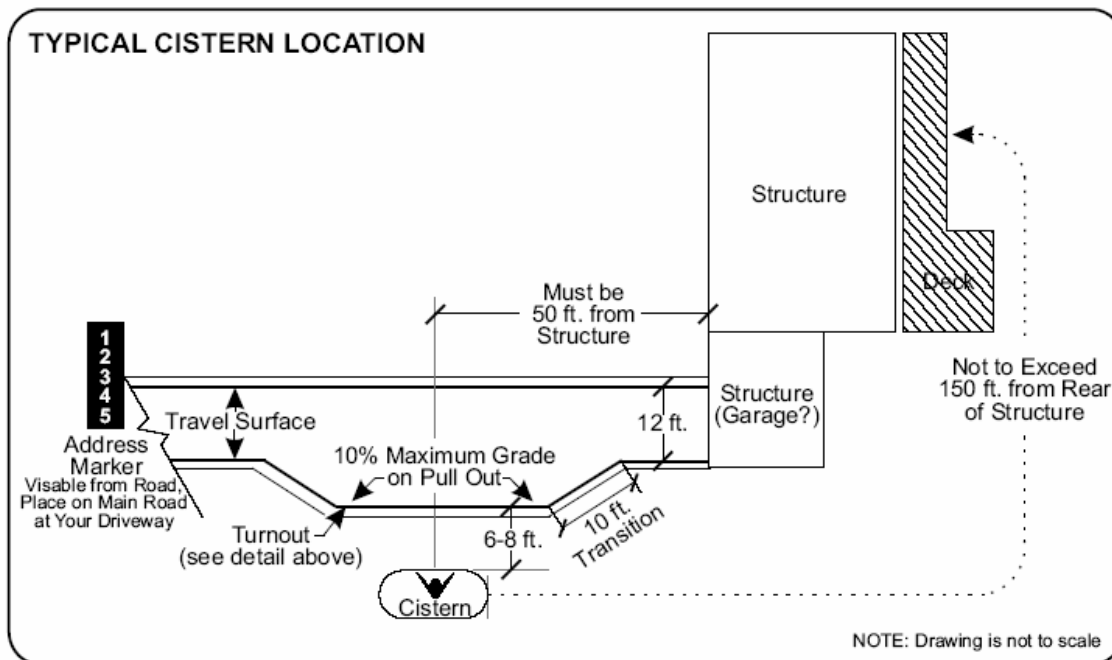 TYPICAL CISTERN LOCATION
Structure
Deck
Must be
50 ft. from
Structure
1
2
3
4
5
Address
Marker
Visable from Road,
Place on Main Road
at Your Driveway
Travel Surface
12 ft.
Structure
(Garage?)
Not to Exceed
150 ft. from Rear
of Structure
10% Maximum Grade
on Pull Out
Turnout
(see detail above)
6-8 ft.
10 ft.
Transition
Cistern
NOTE: Drawing is not to scale